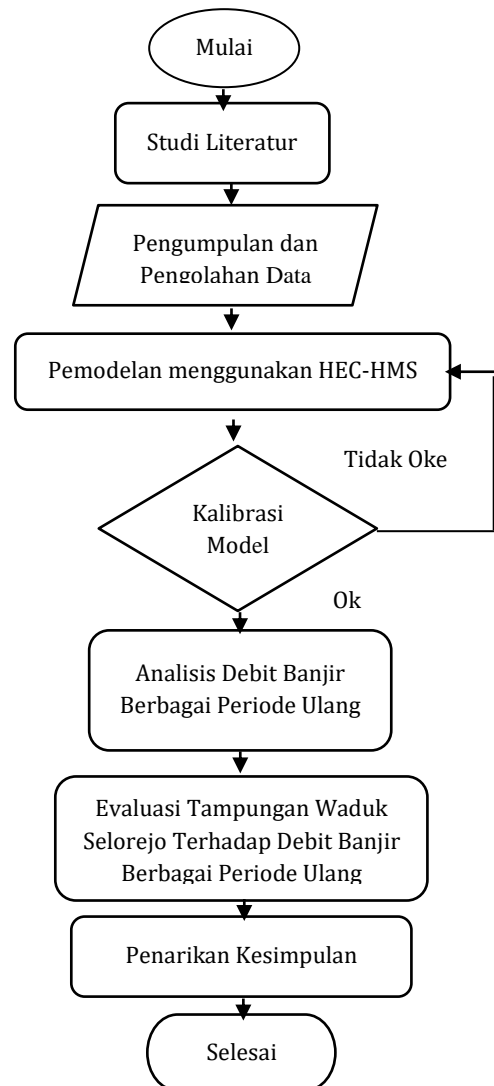 Mulai
Studi Literatur
Pengumpulan dan
Pengolahan Data
Pemodelan menggunakan HEC-HMS
Tidak Oke
Kalibrasi
Model
Ok
Analisis Debit Banjir
Berbagai Periode Ulang
Evaluasi Tampungan Waduk
Selorejo Terhadap Debit Banjir
Berbagai Periode Ulang
Penarikan Kesimpulan
Selesai